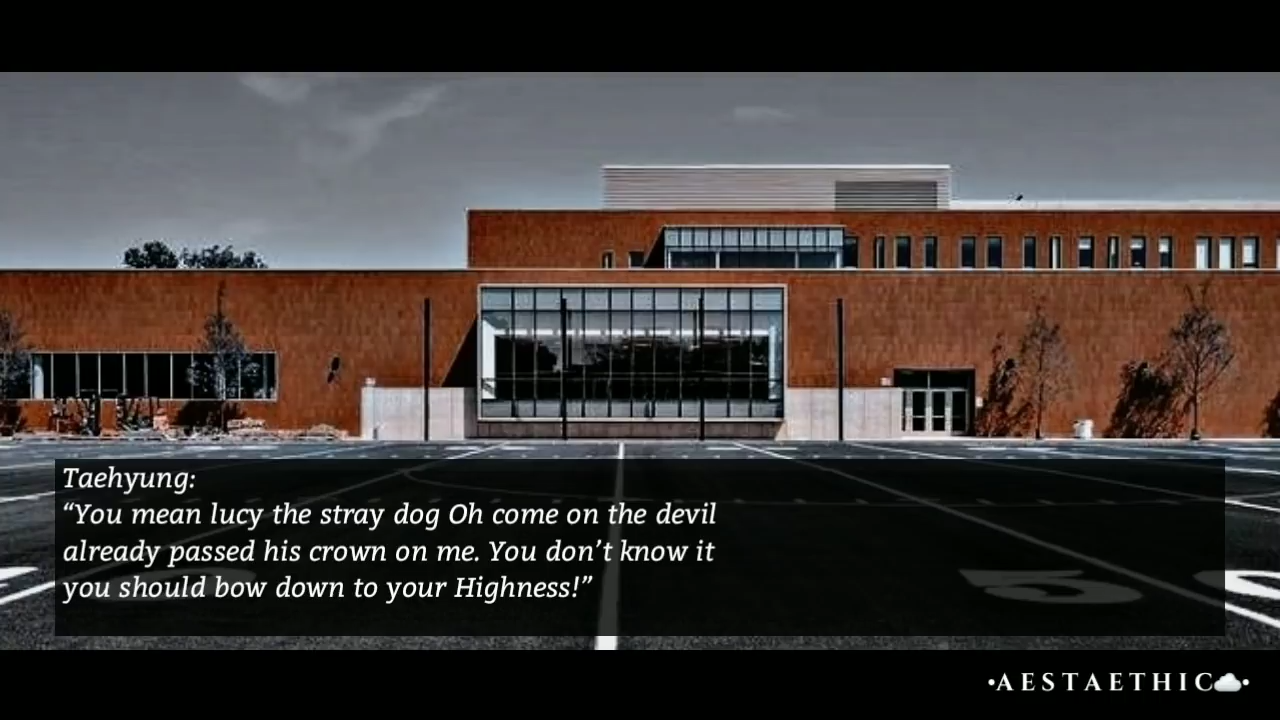 Taehyung:
“You mean lucy the stray dog Oh come on the devil
already passed his crown on me. You don’t know it
you should bow down to your Highness!”
5
•AESTAETHIC☁️•